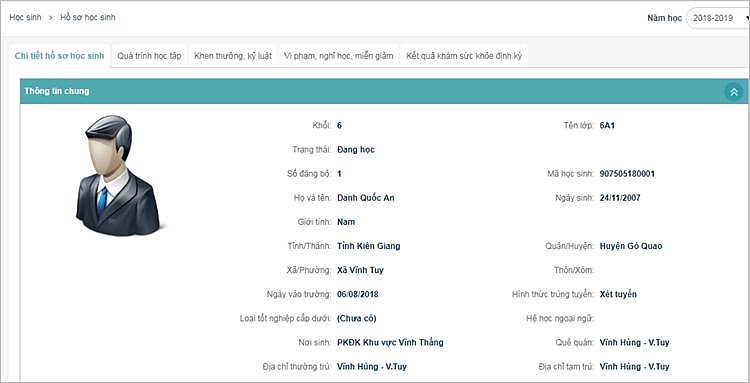 Học sinh > Hồ sơ học sinh Năm học 2018-2019
Chi tiết hồ sơ học sinh Quá trình học tập Khen thưởng, kỷ luật Vi phạm, nghỉ học, miễn giảm Kết quả khám sức khỏe định kỳ
Thông tin chung
Khối: 6 Tên lớp: 6A1
Trạng thái: Đang học
Số đăng bộ: 1 Mã học sinh: 907505180001
Họ và tên: Danh Quốc An Ngày sinh: 24/11/2007
Giới tính: Nam
Tỉnh/Thành: Tỉnh Kiên Giang Quận/Huyện: Huyện Gò Quao
Xã/Phường: Xã Vĩnh Tuy Thôn/Xóm:
Ngày vào trường: 06/08/2018 Hình thức trúng tuyển: Xét tuyển
Loại tốt nghiệp cấp dưới: (Chưa có) Hệ học ngoại ngữ:
Nơi sinh: PKĐK Khu vực Vĩnh Thắng Quê quán: Vĩnh Hùng - V.Tuy
Địa chỉ thường trú: Vĩnh Hùng - V.Tuy Địa chỉ tạm trú: Vĩnh Hùng - V.Tuy